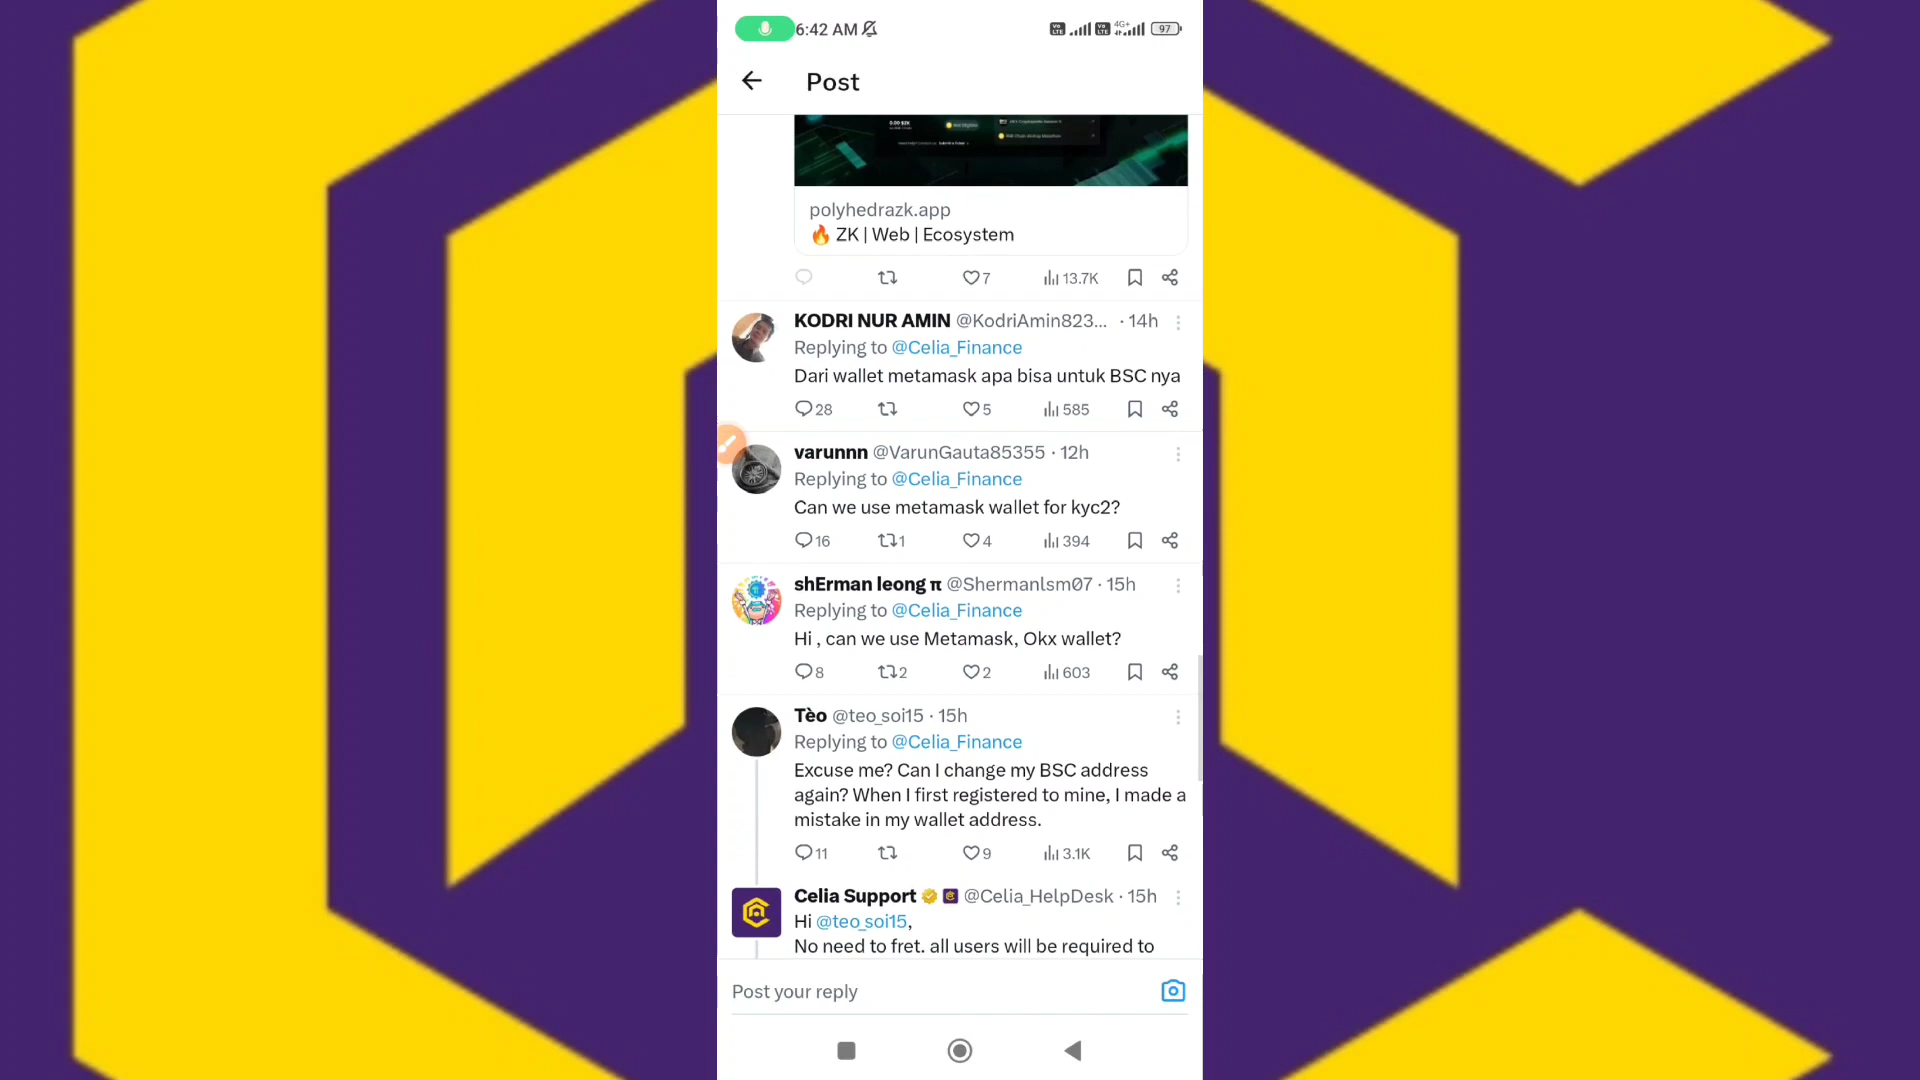 6:42 AM
4G+
97
Post
Submit a ticket
polyhedrazk.app
🔥 ZK | Web | Ecosystem
7 13.7K
KODRI NUR AMIN @KodriAmin823... · 14h
Replying to @Celia_Finance
Dari wallet metamask apa bisa untuk BSC nya
28 5 585
varunnn @VarunGauta85355 · 12h
Replying to @Celia_Finance
Can we use metamask wallet for kyc2?
16 1 4 394
shErman leong π @Shermanlsm07 · 15h
Replying to @Celia_Finance
Hi , can we use Metamask, Okx wallet?
8 2 2 603
Tèo @teo_soi15 · 15h
Replying to @Celia_Finance
Excuse me? Can I change my BSC address
again? When I first registered to mine, I made a
mistake in my wallet address.
11 9 3.1K
Celia Support @Celia_HelpDesk · 15h
Hi @teo_soi15,
No need to fret. all users will be required to
Post your reply